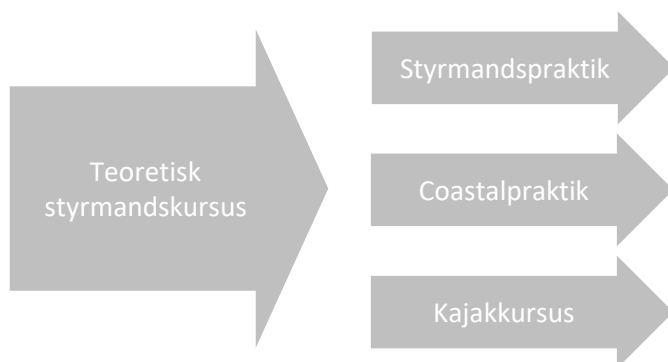 Teoretisk
styrmandskursus
Styrmandspraktik
Coastalpraktik
Kajakkursus